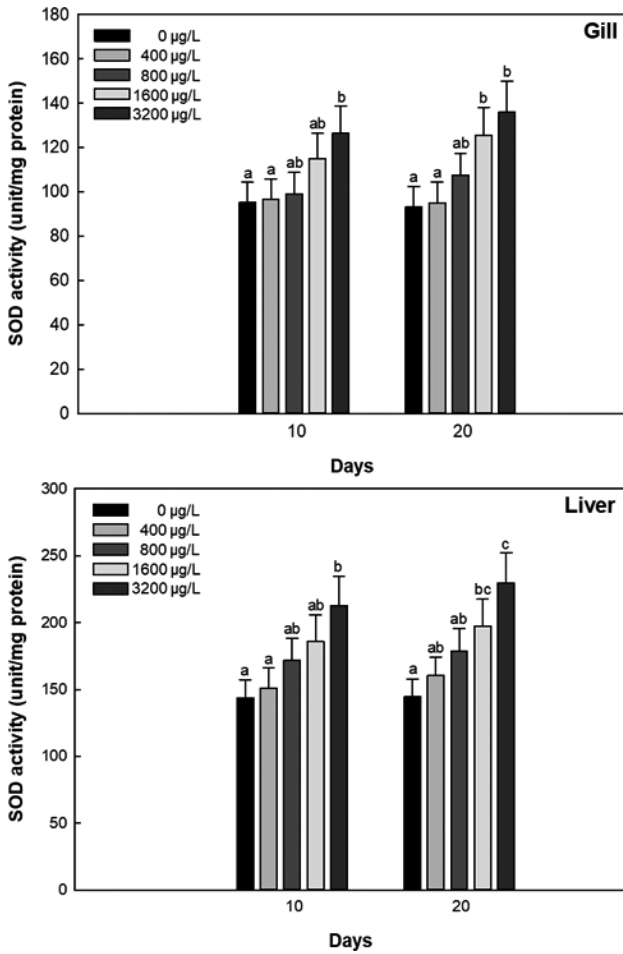 180
160
140
120
100
80
60
40
20
0
SOD activity (unit/mg protein)
Gill
0 µg/L
400 µg/L
800 µg/L
1600 µg/L
3200 µg/L
a a ab ab b
a a ab b b
10 20
Days
300
250
200
150
100
50
0
SOD activity (unit/mg protein)
Liver
0 µg/L
400 µg/L
800 µg/L
1600 µg/L
3200 µg/L
a a ab ab b
a ab ab bc c
10 20
Days